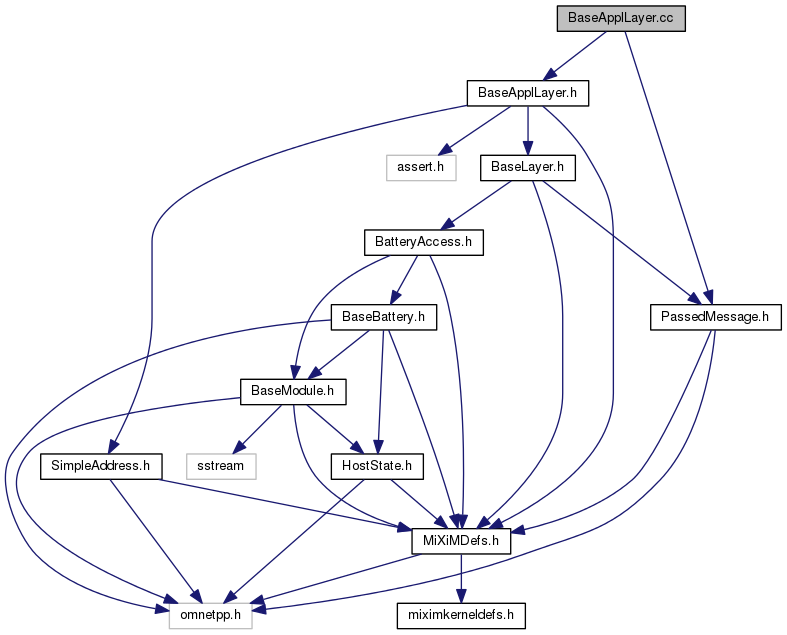 BaseApplLayer.cc
BaseApplLayer.h
assert.h
BaseLayer.h
BatteryAccess.h
BaseBattery.h
PassedMessage.h
BaseModule.h
SimpleAddress.h
sstream
HostState.h
MiXiMDefs.h
omnetpp.h
miximkerneldefs.h